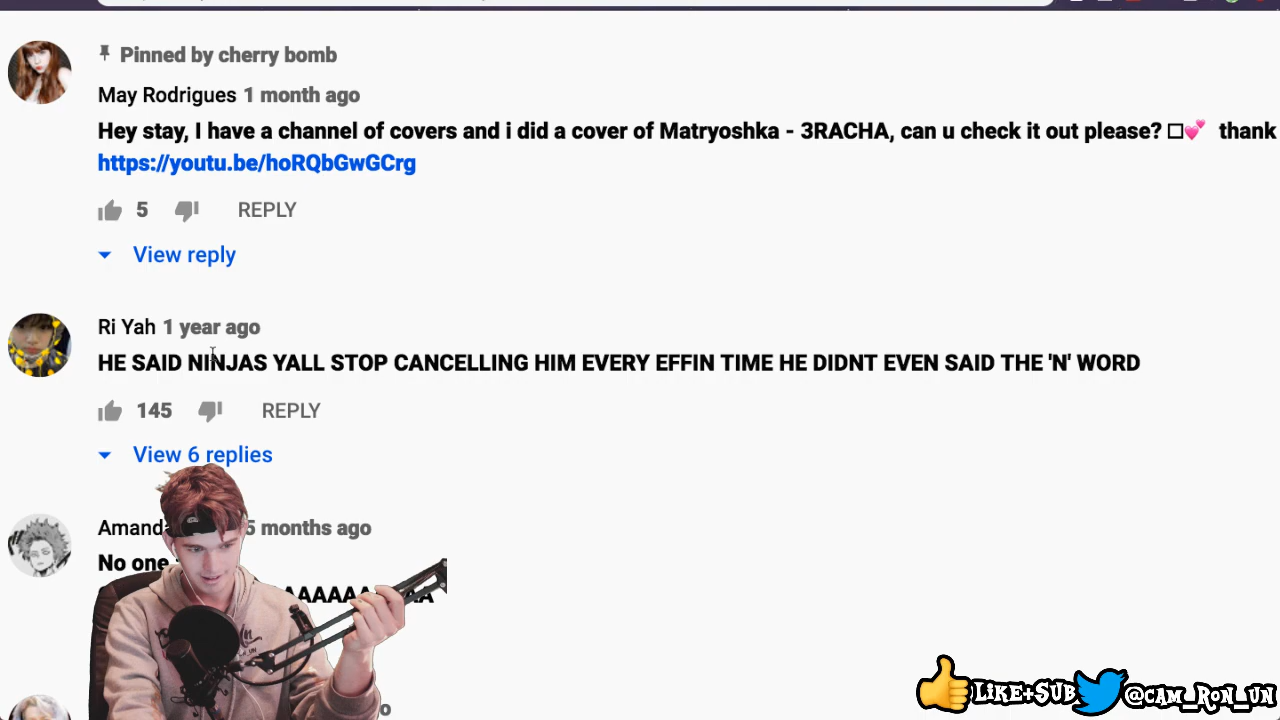 Pinned by cherry bomb
May Rodrigues 1 month ago
Hey stay, I have a channel of covers and i did a cover of Matryoshka - 3RACHA, can u check it out please? □💕 thank
https://youtu.be/hoRQbGwGCrg
5 REPLY
View reply
Ri Yah 1 year ago
HE SAID NINJAS YALL STOP CANCELLING HIM EVERY EFFIN TIME HE DIDNT EVEN SAID THE 'N' WORD
145 REPLY
View 6 replies
Amanda 5 months ago
No one
AAAAAAAAA
LIKE+SUB @CAM_RON_UN